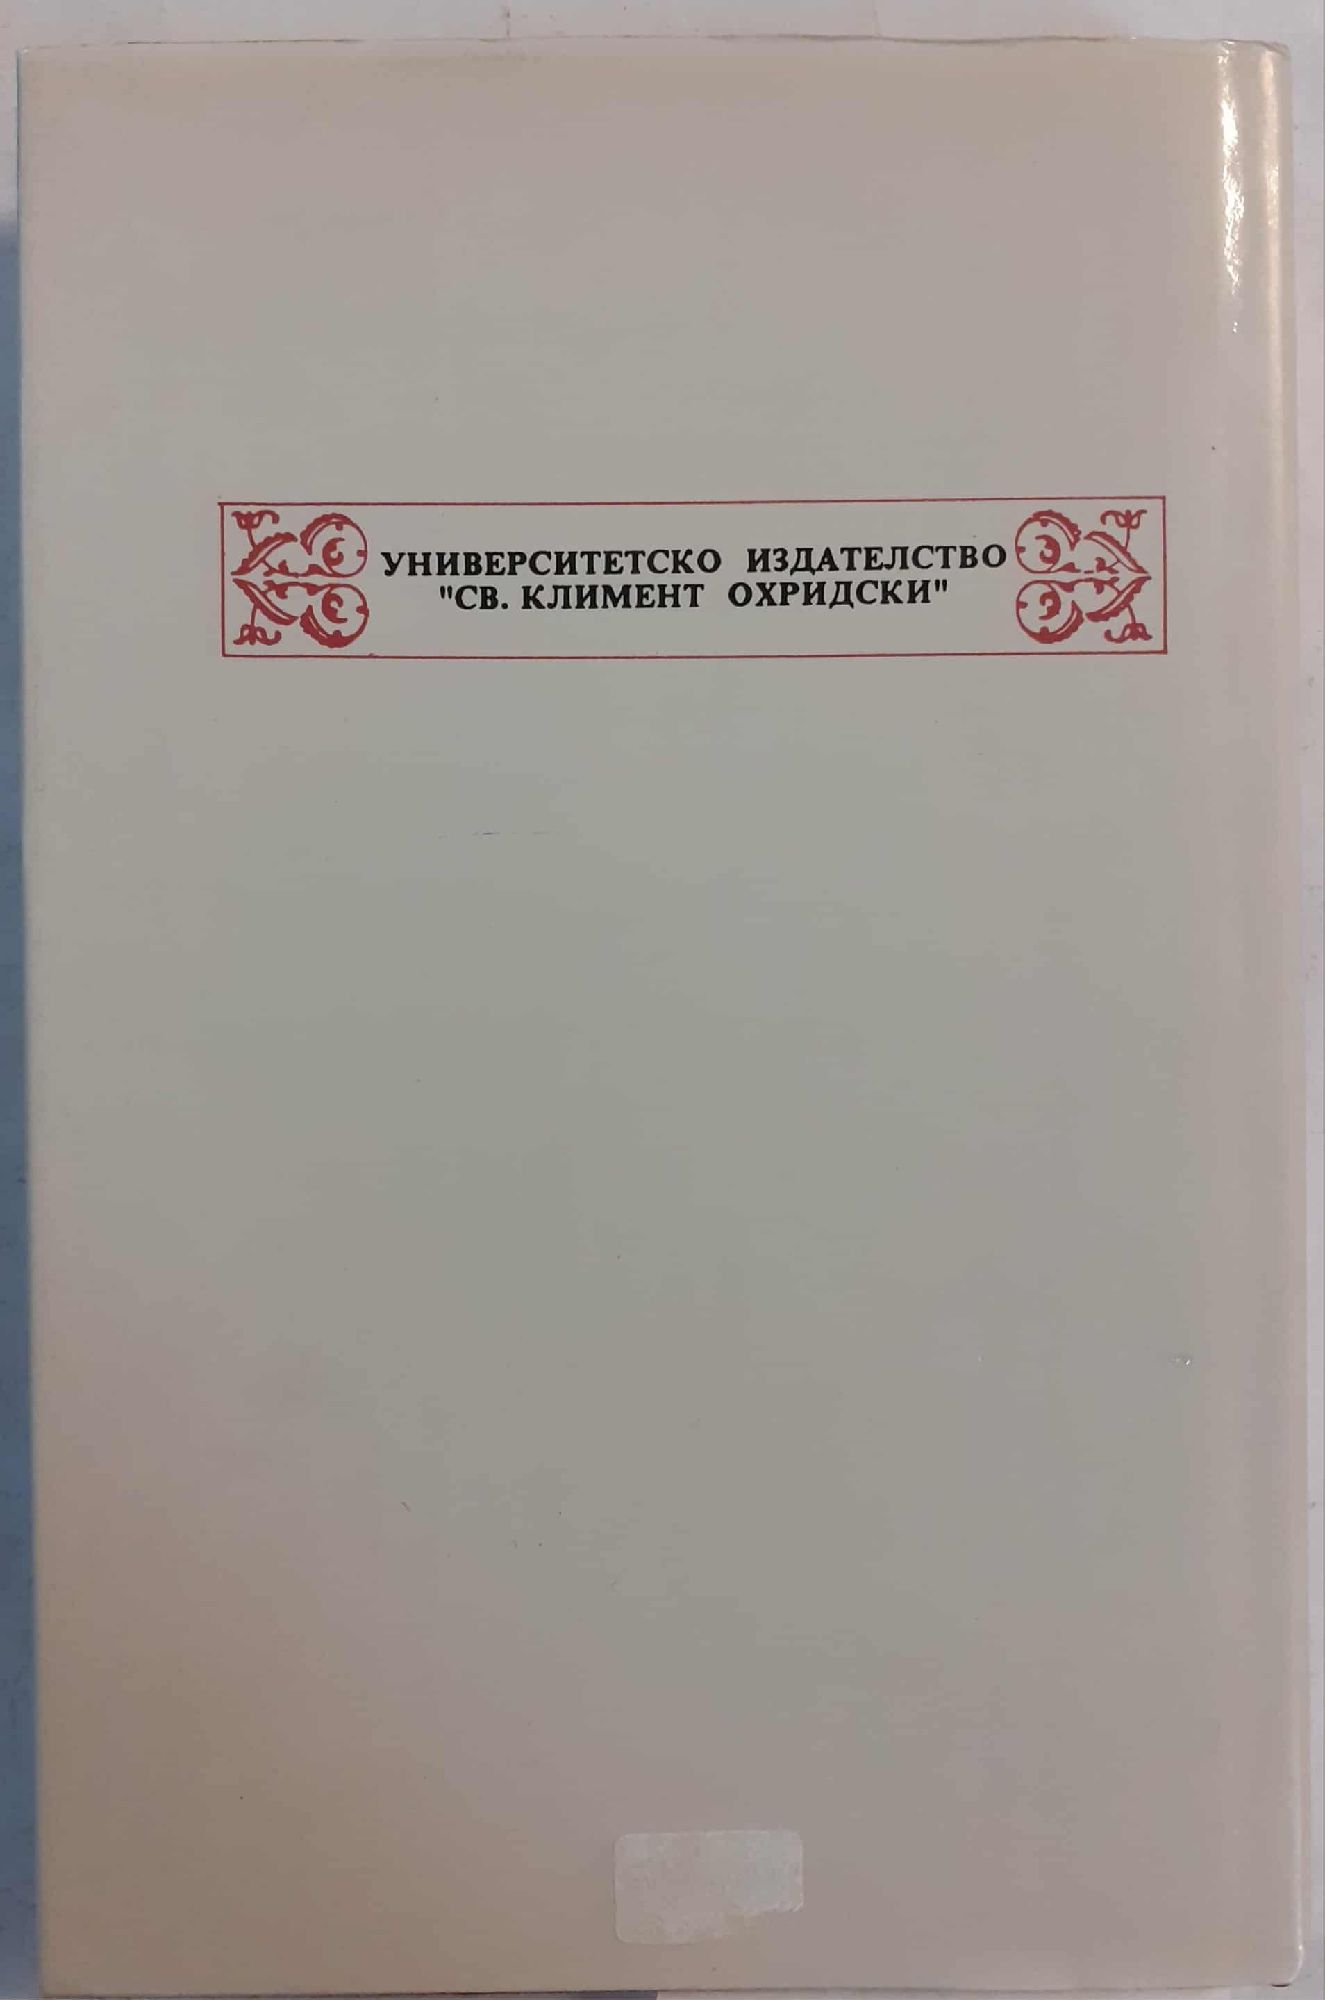 УНИВЕРСИТЕТСКО ИЗДАТЕЛСТВО
"СВ. КЛИМЕНТ ОХРИДСКИ"